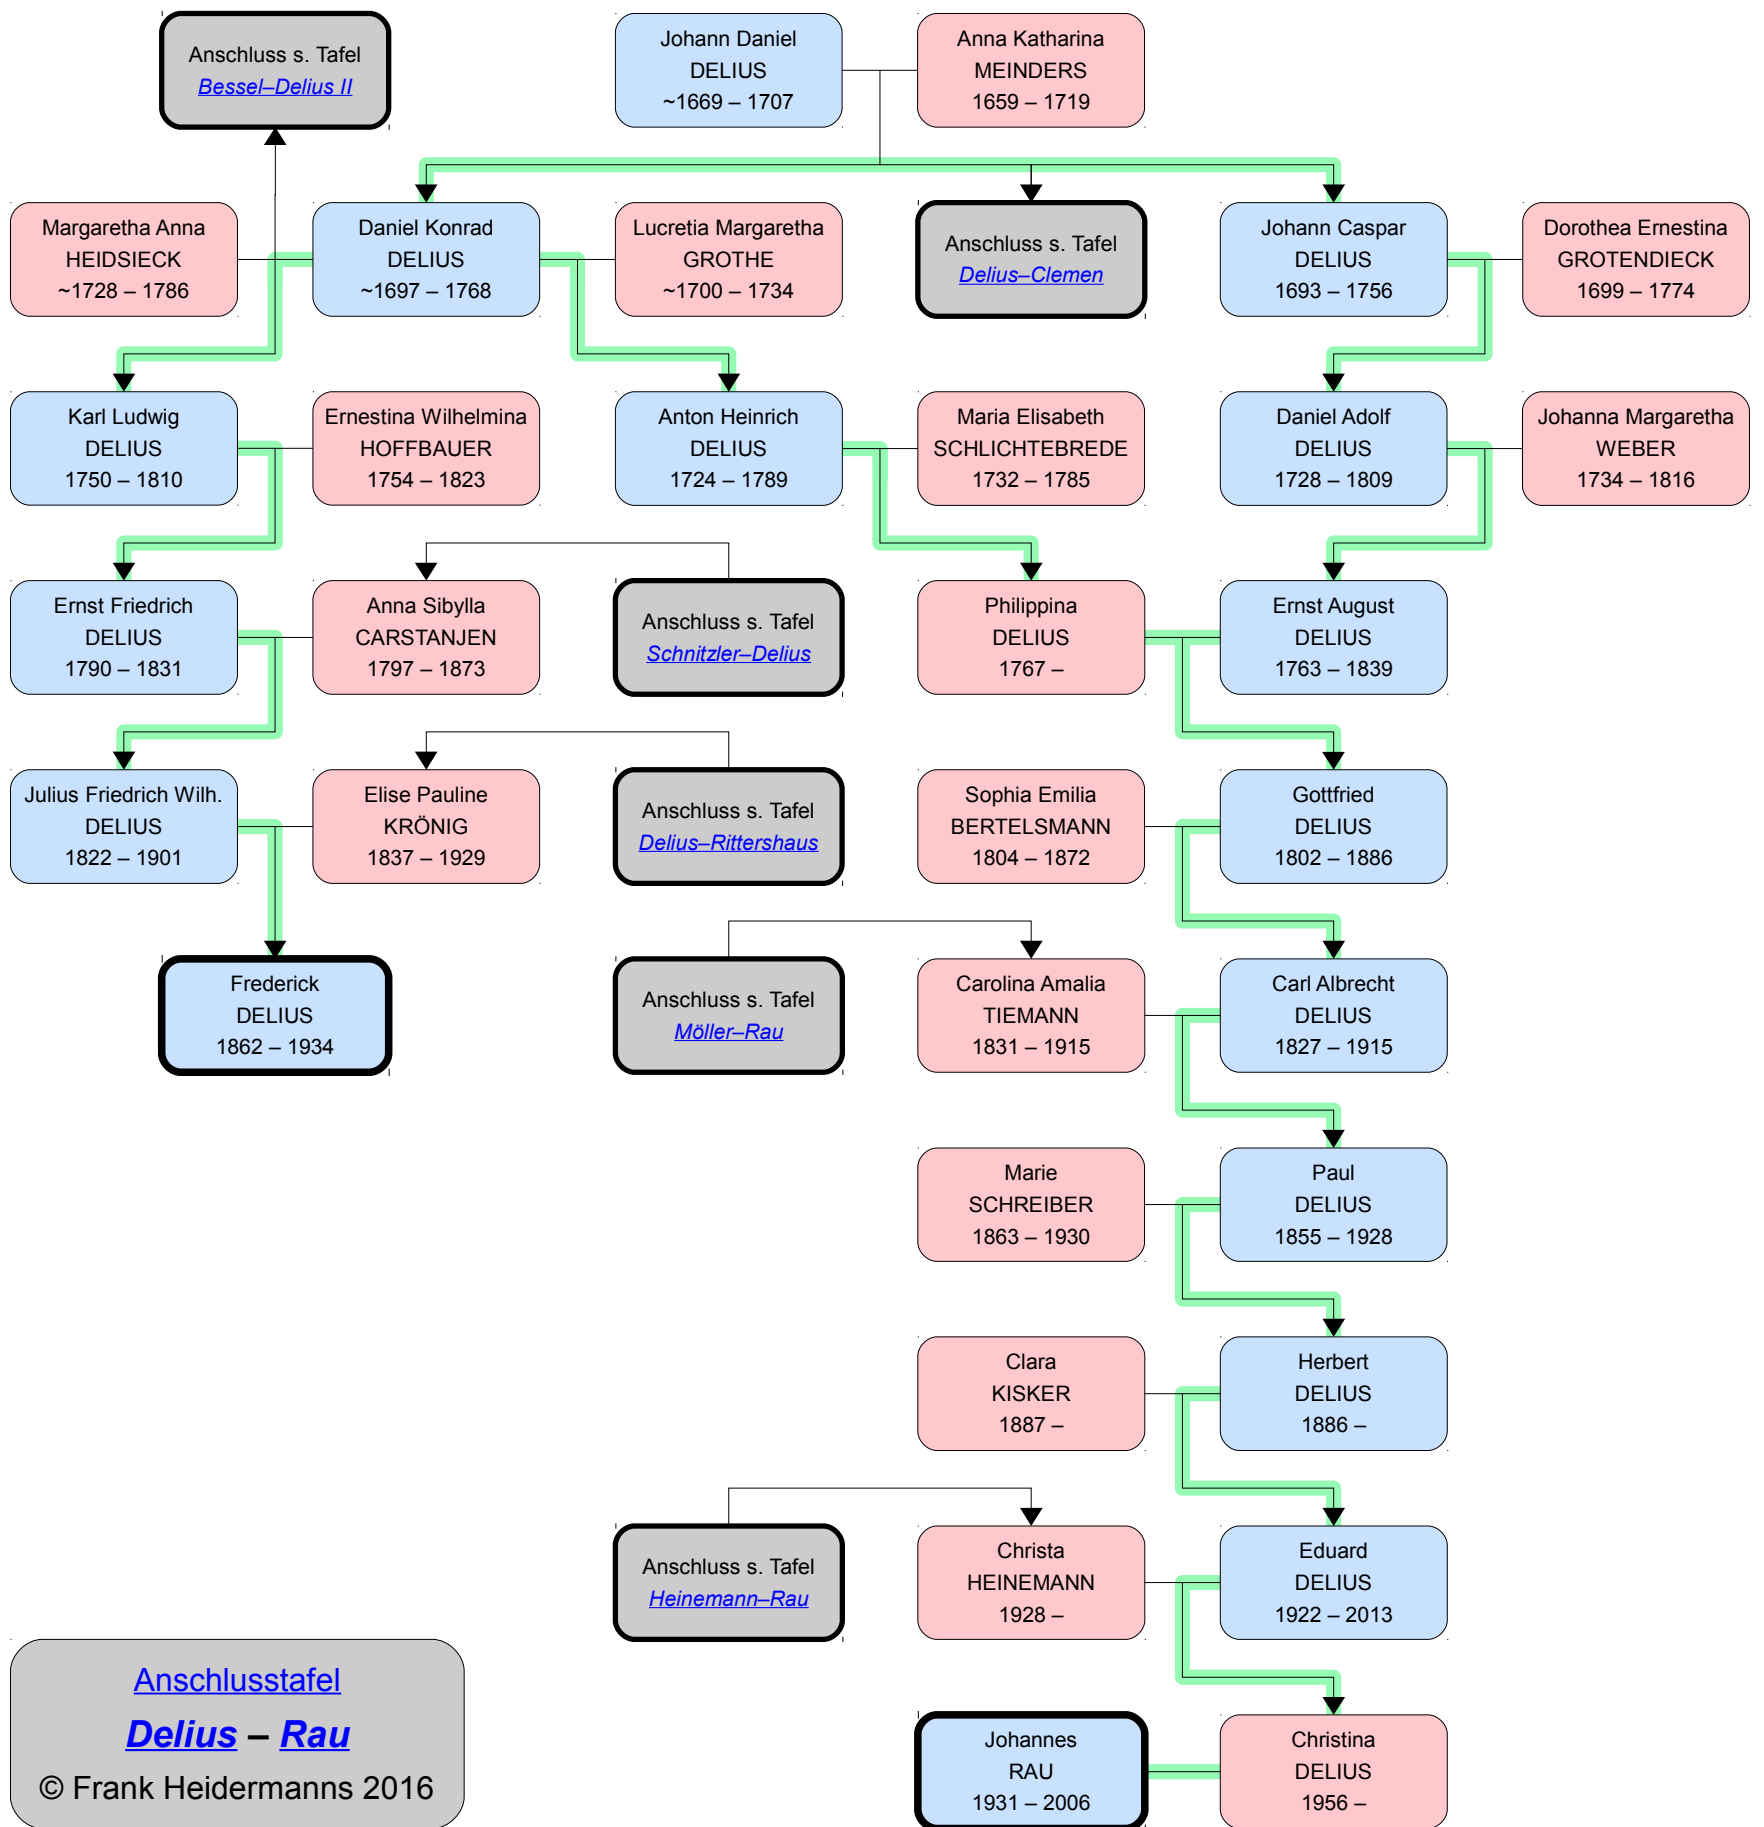 Anschluss s. Tafel
Bessel–Delius II
Johann Daniel
DELIUS
~1669 – 1707
Anna Katharina
MEINDERS
1659 – 1719
Margaretha Anna
HEIDSIECK
~1728 – 1786
Daniel Konrad
DELIUS
~1697 – 1768
Lucretia Margaretha
GROTHE
~1700 – 1734
Anschluss s. Tafel
Delius–Clemen
Johann Caspar
DELIUS
1693 – 1756
Dorothea Ernestina
GROTENDIECK
1699 – 1774
Karl Ludwig
DELIUS
1750 – 1810
Ernestina Wilhelmina
HOFFBAUER
1754 – 1823
Anton Heinrich
DELIUS
1724 – 1789
Maria Elisabeth
SCHLICHTEBREDE
1732 – 1785
Daniel Adolf
DELIUS
1728 – 1809
Johanna Margaretha
WEBER
1734 – 1816
Ernst Friedrich
DELIUS
1790 – 1831
Anna Sibylla
CARSTANJEN
1797 – 1873
Anschluss s. Tafel
Schnitzler–Delius
Philippina
DELIUS
1767 –
Ernst August
DELIUS
1763 – 1839
Julius Friedrich Wilh.
DELIUS
1822 – 1901
Elise Pauline
KRÖNIG
1837 – 1929
Anschluss s. Tafel
Delius–Rittershaus
Sophia Emilia
BERTELSMANN
1804 – 1872
Gottfried
DELIUS
1802 – 1886
Frederick
DELIUS
1862 – 1934
Anschluss s. Tafel
Möller–Rau
Carolina Amalia
TIEMANN
1831 – 1915
Carl Albrecht
DELIUS
1827 – 1915
Marie
SCHREIBER
1863 – 1930
Paul
DELIUS
1855 – 1928
Clara
KISKER
1887 –
Herbert
DELIUS
1886 –
Anschluss s. Tafel
Heinemann–Rau
Christa
HEINEMANN
1928 –
Eduard
DELIUS
1922 – 2013
Johannes
RAU
1931 – 2006
Christina
DELIUS
1956 –
Anschlusstafel
Delius – Rau
© Frank Heidermanns 2016